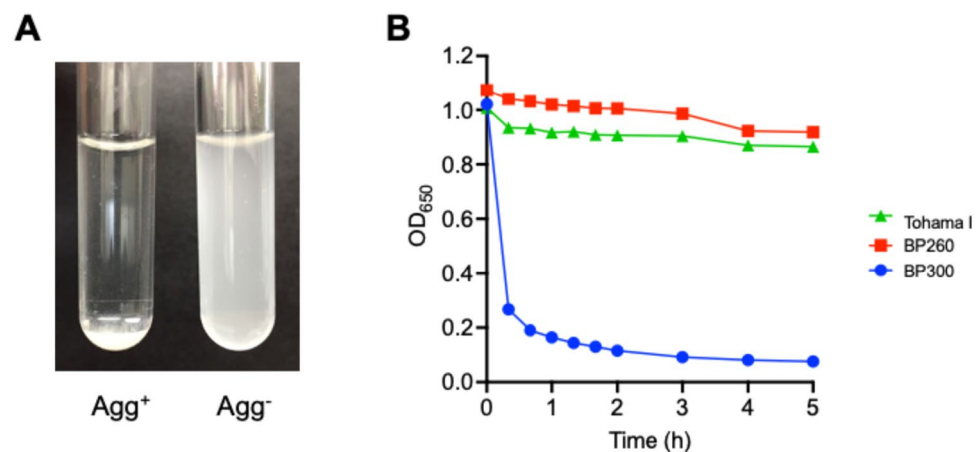 A
B
Agg⁺
Agg⁻
1.2
1.0
0.8
0.6
0.4
0.2
0.0
OD₆₅₀
0 1 2 3 4 5
Time (h)
Tohama I
BP260
BP300